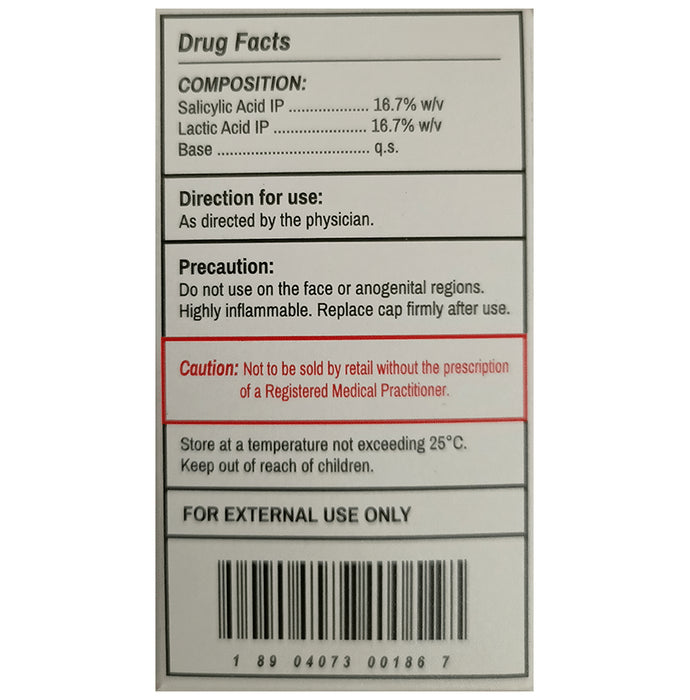 Drug Facts
COMPOSITION:
Salicylic Acid IP .................. 16.7% w/v
Lactic Acid IP ..................... 16.7% w/v
Base .................................. q.s.
Direction for use:
As directed by the physician.
Precaution:
Do not use on the face or anogenital regions.
Highly inflammable. Replace cap firmly after use.
Caution: Not to be sold by retail without the prescription
of a Registered Medical Practitioner.
Store at a temperature not exceeding 25°C.
Keep out of reach of children.
FOR EXTERNAL USE ONLY
1 89 04073 00186 7